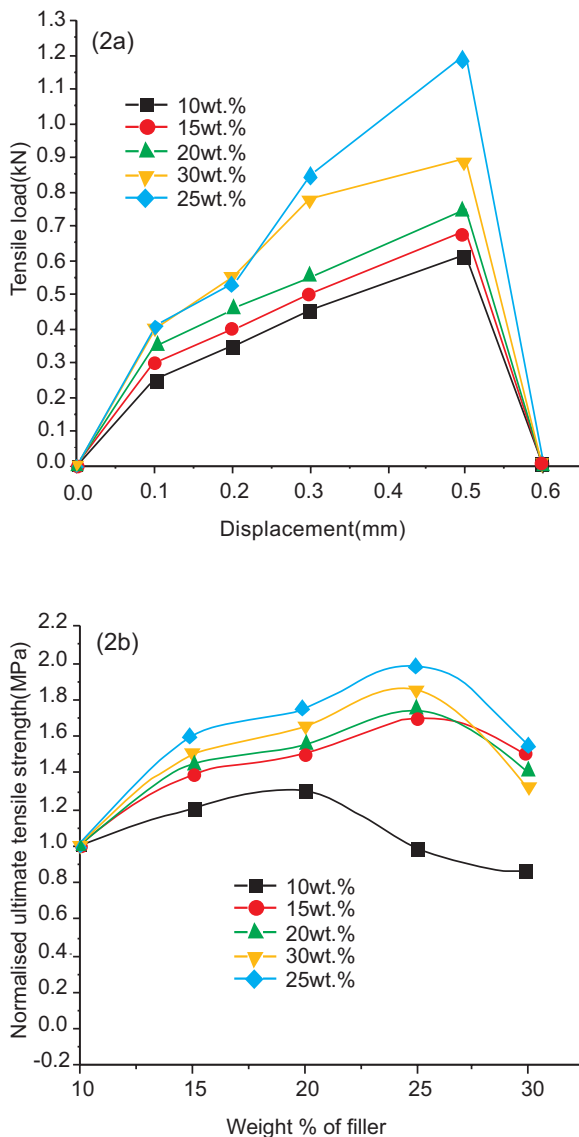 (2a)
1.3
1.2
1.1
1.0
0.9
0.8
0.7
0.6
0.5
0.4
0.3
0.2
0.1
0.0
Tensile load(kN)
10wt.%
15wt.%
20wt.%
30wt.%
25wt.%
0.0 0.1 0.2 0.3 0.4 0.5 0.6
Displacement(mm)
(2b)
2.2
2.0
1.8
1.6
1.4
1.2
1.0
0.8
0.6
0.4
0.2
0.0
-0.2
Normalised ultimate tensile strength(MPa)
10wt.%
15wt.%
20wt.%
30wt.%
25wt.%
10 15 20 25 30
Weight % of filler